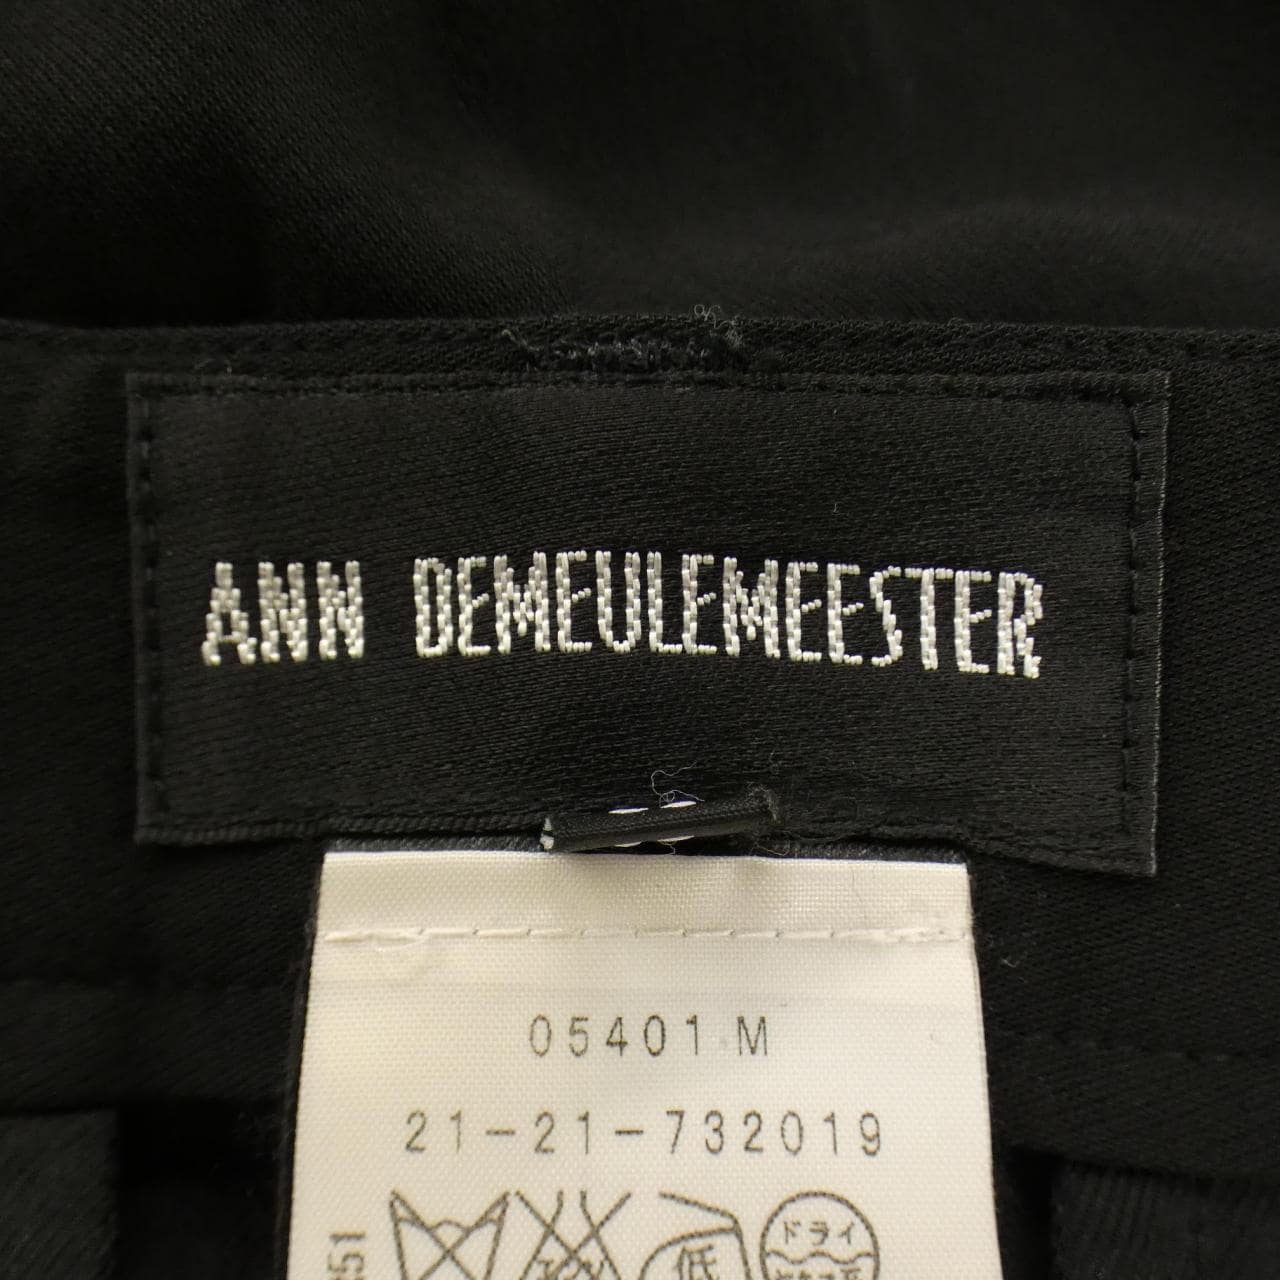 ANN DEMEULEMEESTER
05401 M
21-21-732019
低
ドライ